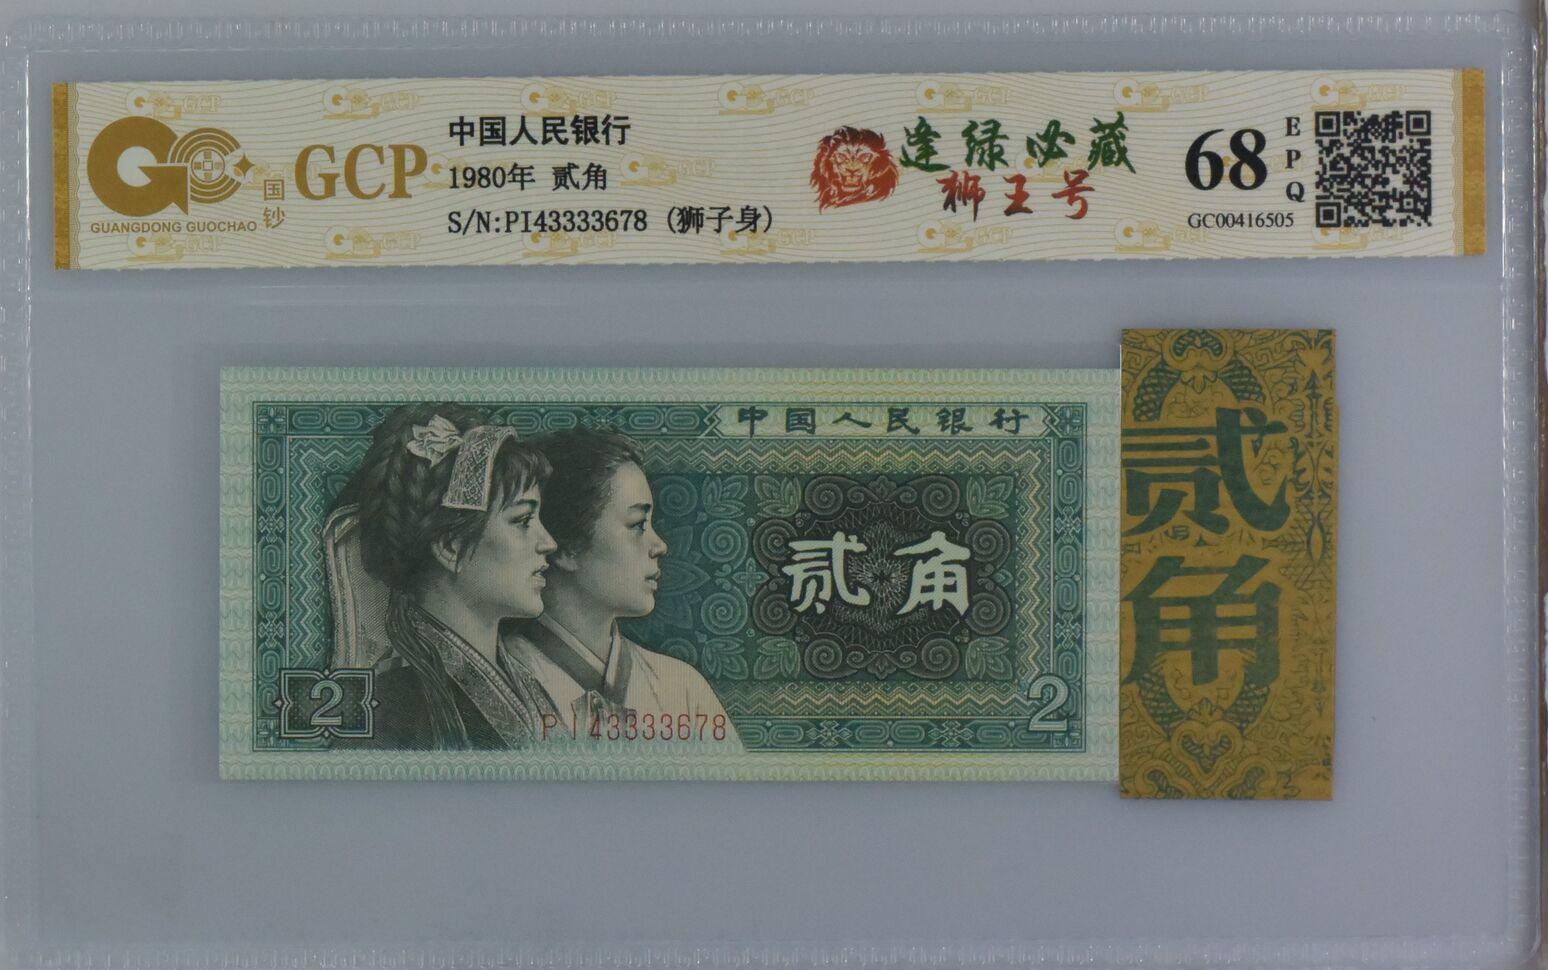 GCP
国钞
GUANGDONG GUOCHAO
中国人民银行
1980年 贰角
S/N:PI43333678 (狮子身)
逢绿必藏
狮王号
68
EPQ
GC00416505
中国人民银行
贰角
2
2
PI43333678
贰角